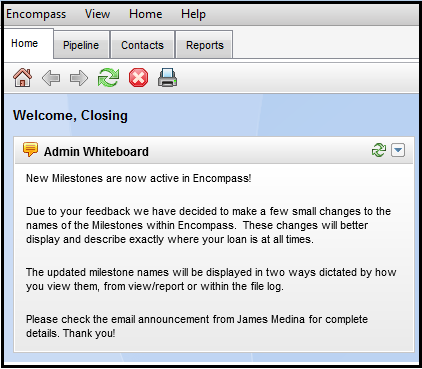 Encompass View Home Help
Home Pipeline Contacts Reports
Welcome, Closing
Admin Whiteboard
New Milestones are now active in Encompass!
Due to your feedback we have decided to make a few small changes to the
names of the Milestones within Encompass. These changes will better
display and describe exactly where your loan is at all times.
The updated milestone names will be displayed in two ways dictated by how
you view them, from view/report or within the file log.
Please check the email announcement from James Medina for complete
details. Thank you!